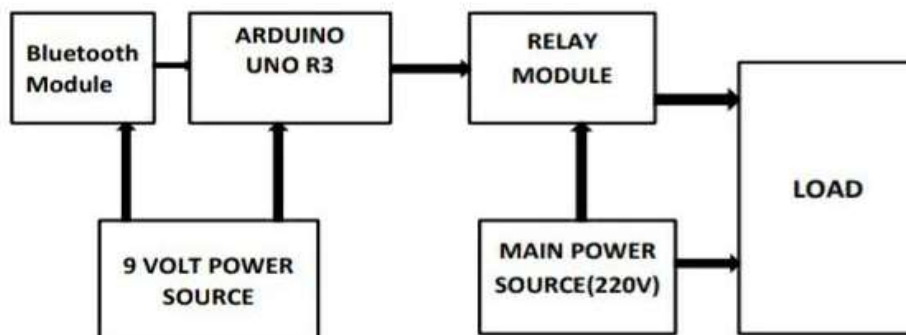 Bluetooth
Module
ARDUINO
UNO R3
RELAY
MODULE
LOAD
9 VOLT POWER
SOURCE
MAIN POWER
SOURCE(220V)